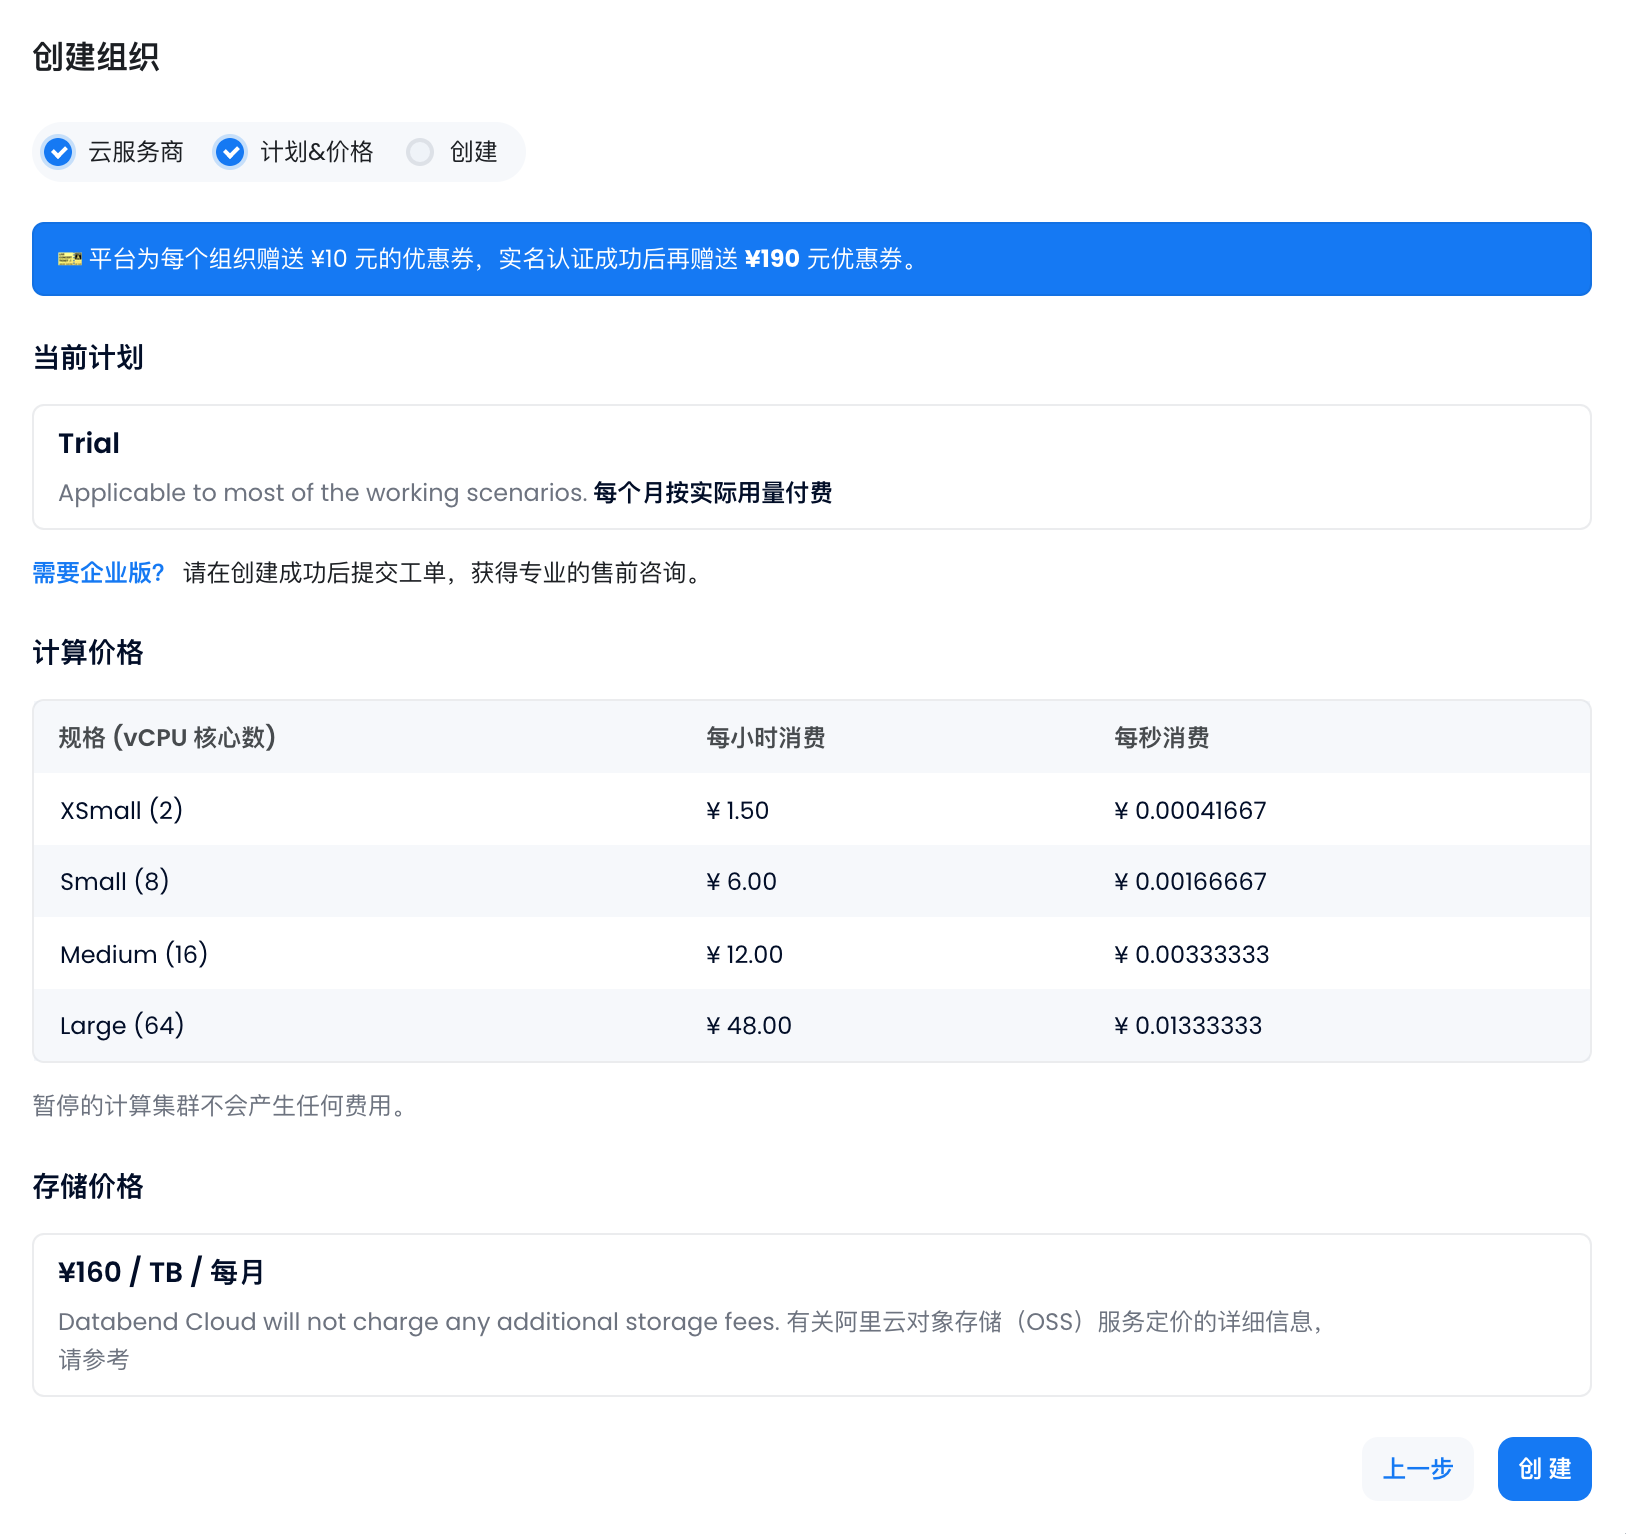 创建组织
云服务商 计划&价格 创建
🎫 平台为每个组织赠送 ¥10 元的优惠券，实名认证成功后再赠送 ¥190 元优惠券。
当前计划
Trial
Applicable to most of the working scenarios. 每个月按实际用量付费
需要企业版? 请在创建成功后提交工单，获得专业的售前咨询。
计算价格
规格 (vCPU 核心数) 每小时消费 每秒消费
XSmall (2) ¥ 1.50 ¥ 0.00041667
Small (8) ¥ 6.00 ¥ 0.00166667
Medium (16) ¥ 12.00 ¥ 0.00333333
Large (64) ¥ 48.00 ¥ 0.01333333
暂停的计算集群不会产生任何费用。
存储价格
¥160 / TB / 每月
Databend Cloud will not charge any additional storage fees. 有关阿里云对象存储（OSS）服务定价的详细信息，
请参考
上一步 创 建